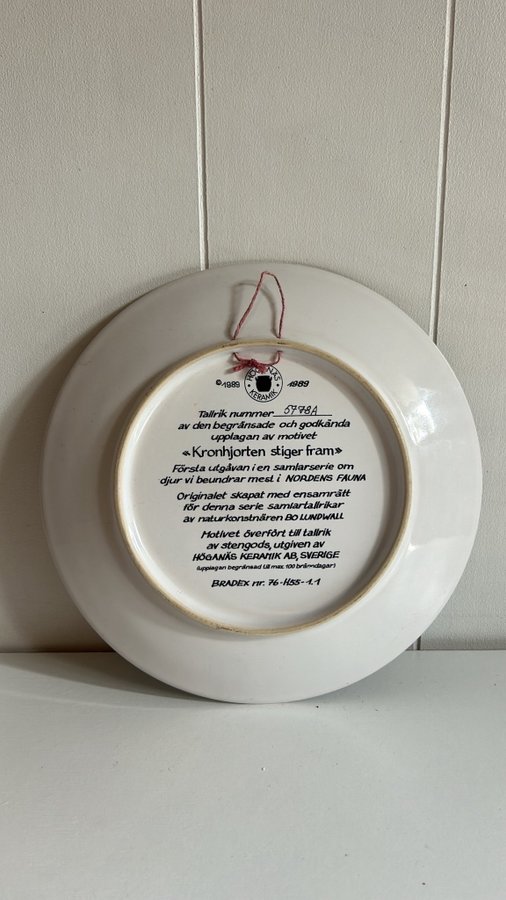 ©1989 HÖGANÄS KERAMIK 1989
Tallrik nummer 5778A
av den begränsade och godkända
upplagan av motivet
«Kronhjorten stiger fram»
Första utgåvan i en samlarserie om
djur vi beundrar mest i NORDENS FAUNA
Originalet skapat med ensamrätt
för denna serie samlartallrikar
av naturkonstnären BO LUNDWALL
Motivet överfört till tallrik
av stengods, utgiven av
HÖGANÄS KERAMIK AB, SVERIGE
(upplagan begränsad till max. 100 bränndagar)
BRADEX nr. 76-H55-1.1